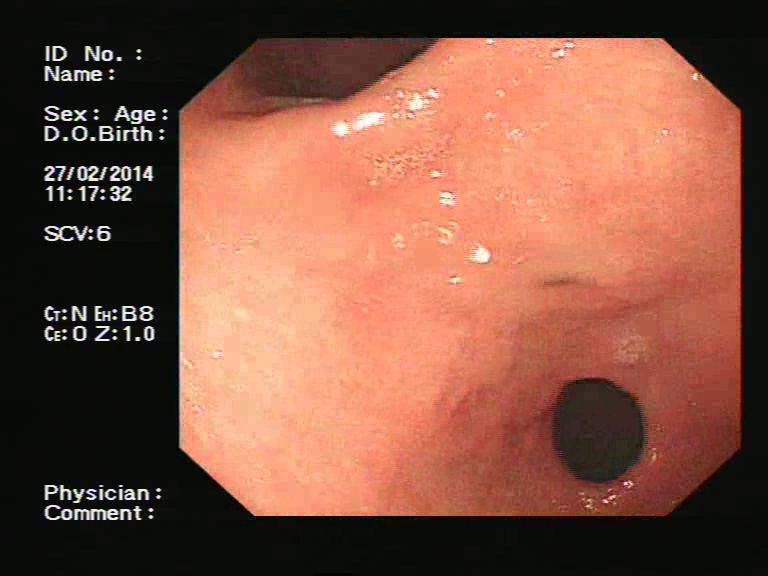 ID No. :
Name:
Sex: Age:
D.O.Birth:
27/02/2014
11:17:32
SCV:6
CT:N EH:B8
CE:0 Z:1.0
Physician:
Comment: